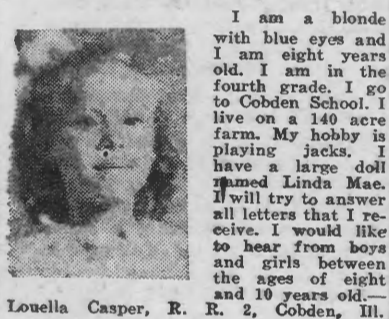 I am a blonde
with blue eyes and
I am eight years
old. I am in the
fourth grade. I go
to Cobden School. I
live on a 140 acre
farm. My hobby is
playing jacks. I
have a large doll
named Linda Mae.
I will try to answer
all letters that I re-
ceive. I would like
to hear from boys
and girls between
the ages of eight
and 10 years old.—
Louella Casper, R. R. 2, Cobden, Ill.